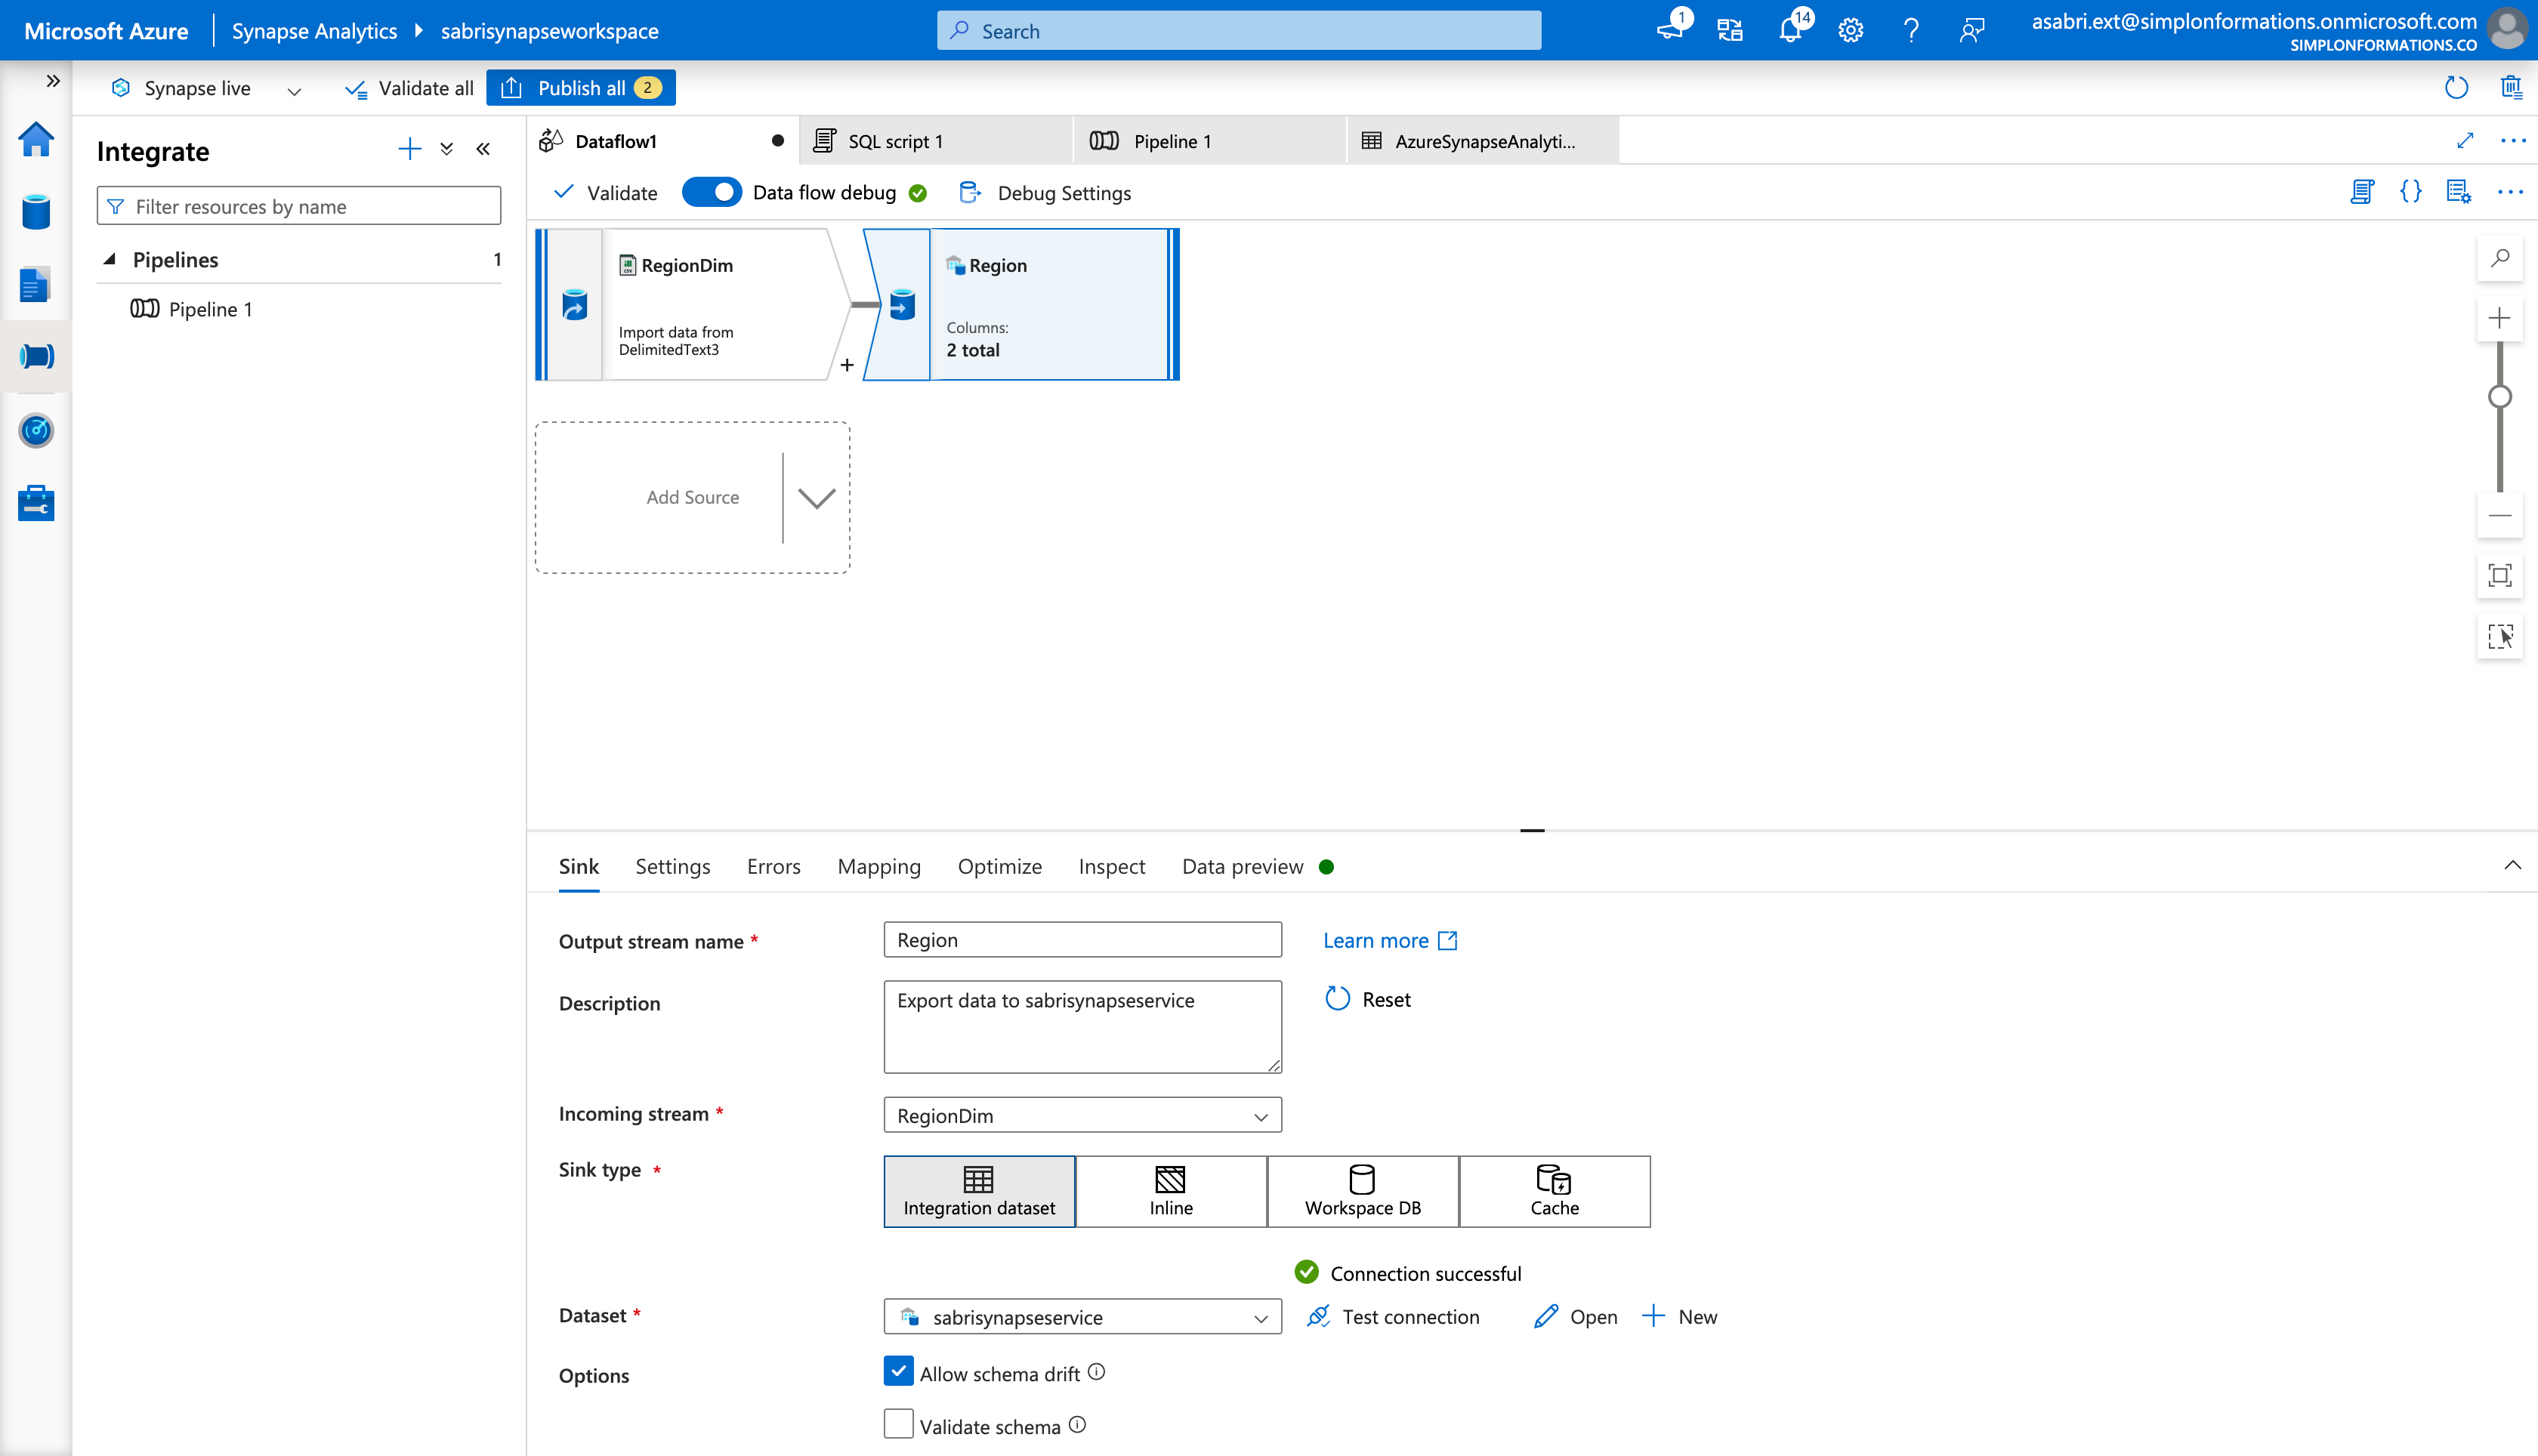 Microsoft Azure
Synapse Analytics
sabrisynapseworkspace
Search
1
14
asabri.ext@simplonformations.onmicrosoft.com
SIMPLONFORMATIONS.CO
Synapse live
Validate all
Publish all
2
Integrate
Filter resources by name
Pipelines
1
Pipeline 1
Dataflow1
SQL script 1
Pipeline 1
AzureSynapseAnalyti...
Validate
Data flow debug
Debug Settings
RegionDim
Import data from
DelimitedText3
Region
Columns:
2 total
Add Source
Sink
Settings
Errors
Mapping
Optimize
Inspect
Data preview
Output stream name *
Region
Learn more
Description
Export data to sabrisynapseservice
Reset
Incoming stream *
RegionDim
Sink type *
Integration dataset
Inline
Workspace DB
Cache
Connection successful
Dataset *
sabrisynapseservice
Test connection
Open
New
Options
Allow schema drift
Validate schema